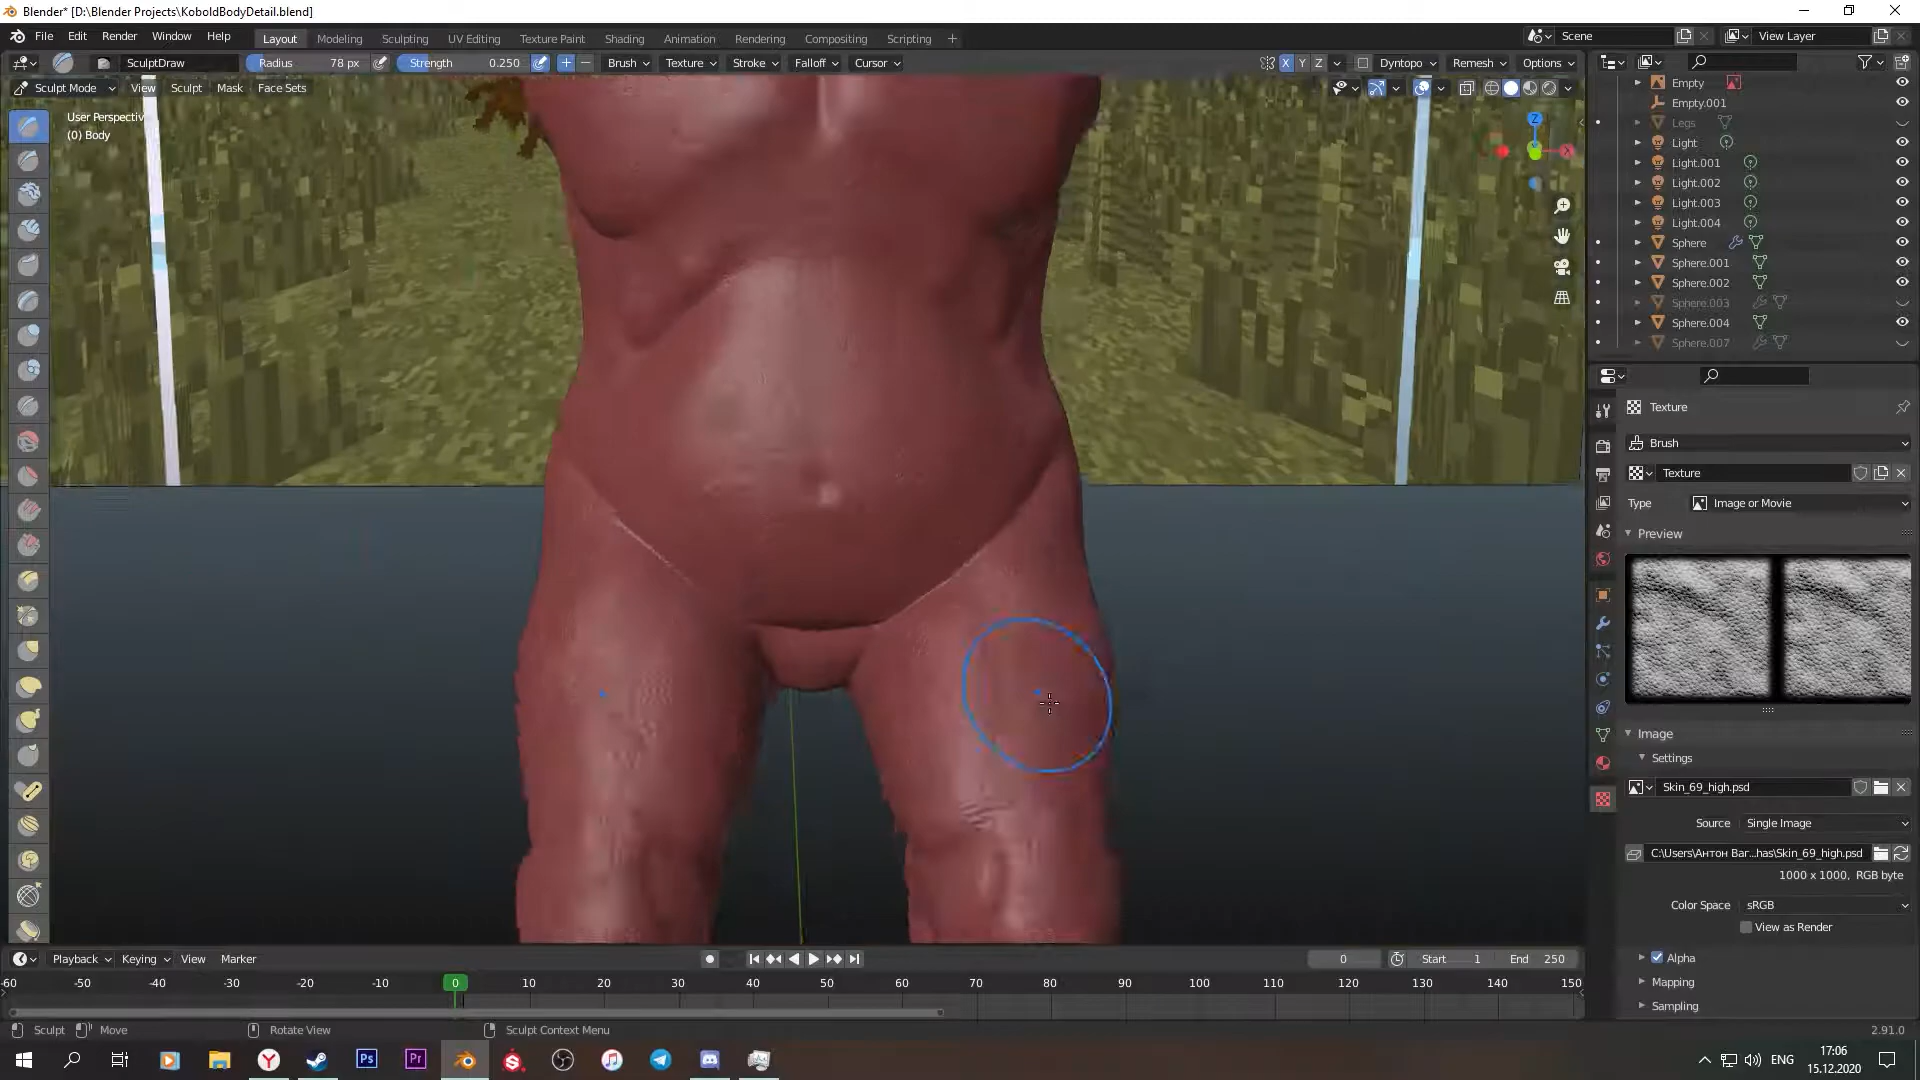 Blender* [D:\Blender Projects\KoboldBodyDetail.blend]
File Edit Render Window Help
Layout Modeling Sculpting UV Editing Texture Paint Shading Animation Rendering Compositing Scripting
Scene
View Layer
SculptDraw
Radius 78 px
Strength 0.250
Brush Texture Stroke Falloff Cursor
X Y Z
Dyntopo Remesh Options
Sculpt Mode View Sculpt Mask Face Sets
User Perspectiv
(0) Body
Z
X
Empty
Empty.001
Legs
Light
Light.001
Light.002
Light.003
Light.004
Sphere
Sphere.001
Sphere.002
Sphere.003
Sphere.004
Sphere.007
Texture
Brush
Texture
Type Image or Movie
Preview
Image
Settings
Skin_69_high.psd
Source Single Image
C:\Users\Антон Ваг...has\Skin_69_high.psd
1000 x 1000, RGB byte
Color Space sRGB
View as Render
Alpha
Mapping
Sampling
Playback Keying View Marker
0 Start 1 End 250
-60 -50 -40 -30 -20 -10 0 10 20 30 40 50 60 70 80 90 100 110 120 130 140 150
Sculpt Move Rotate View Sculpt Context Menu
2.91.0
Ps
Pr
ENG
17:06
15.12.2020